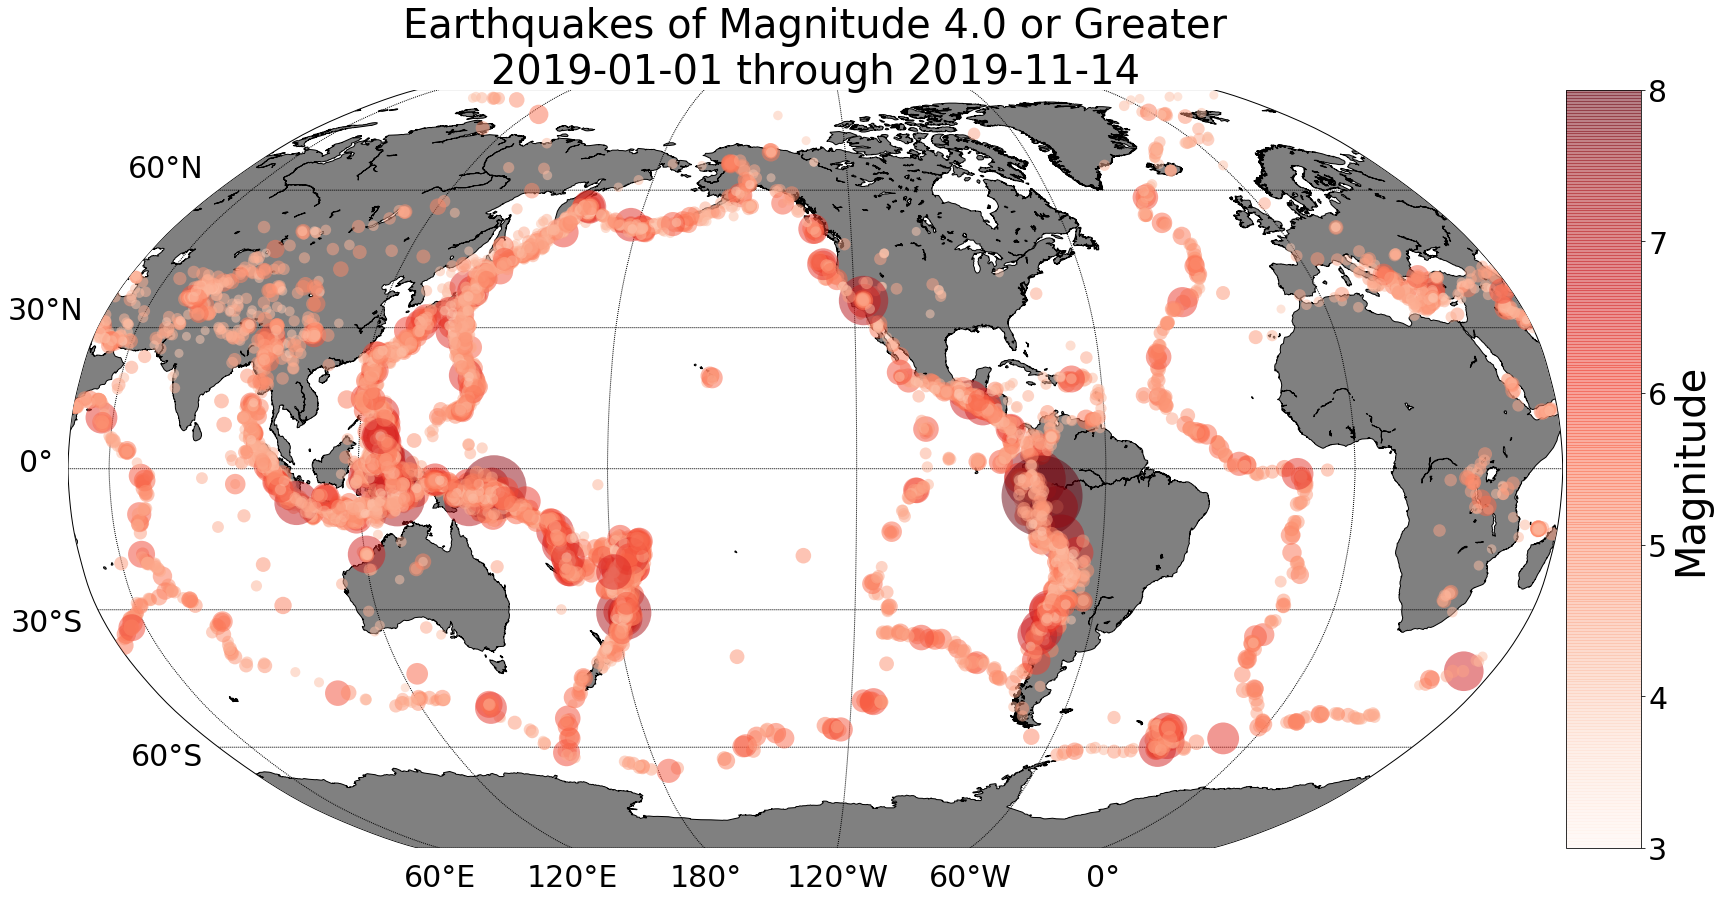 Earthquakes of Magnitude 4.0 or Greater
2019-01-01 through 2019-11-14
60°N
30°N
0°
30°S
60°S
60°E 120°E 180° 120°W 60°W 0°
8
7
6
5
4
3
Magnitude